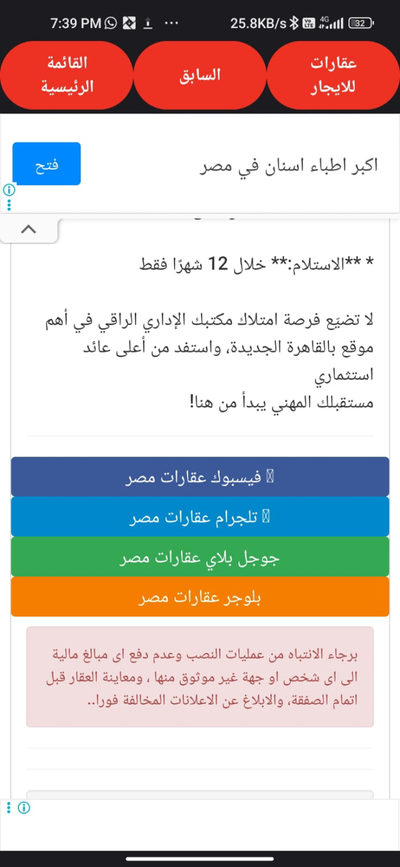 7:39 PM ... 25.8KB/s 4G 32
عقارات للايجار
السابق
القائمة الرئيسية
اكبر اطباء اسنان في مصر
فتح
* **الاستلام:** خلال 12 شهرًا فقط
لا تضيّع فرصة امتلاك مكتبك الإداري الراقي في أهم
موقع بالقاهرة الجديدة، واستفد من أعلى عائد
استثماري
مستقبلك المهني يبدأ من هنا!
فيسبوك عقارات مصر
تلجرام عقارات مصر
جوجل بلاي عقارات مصر
بلوجر عقارات مصر
برجاء الانتباه من عمليات النصب وعدم دفع اى مبالغ مالية
الى اى شخص او جهة غير موثوق منها ، ومعاينة العقار قبل
اتمام الصفقة، والابلاغ عن الاعلانات المخالفة فورا..